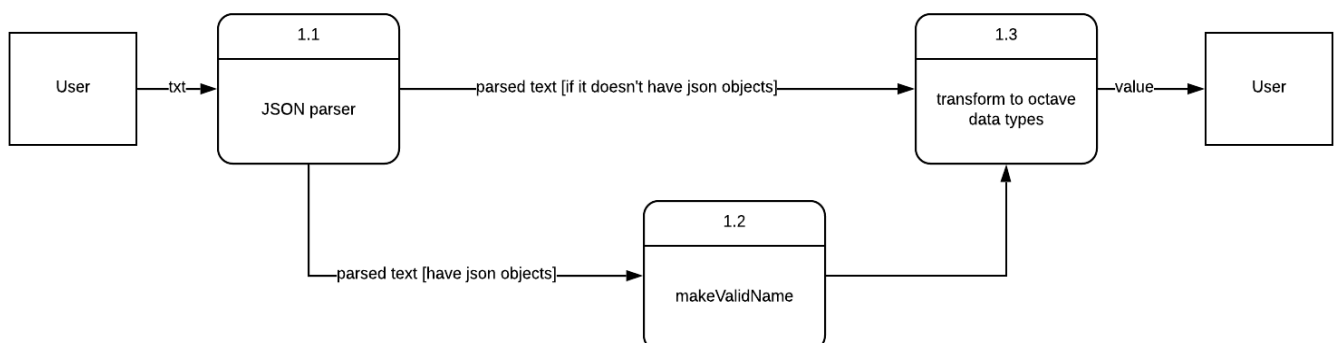 User
txt
1.1
JSON parser
parsed text [if it doesn't have json objects]
1.3
transform to octave
data types
value
User
parsed text [have json objects]
1.2
makeValidName